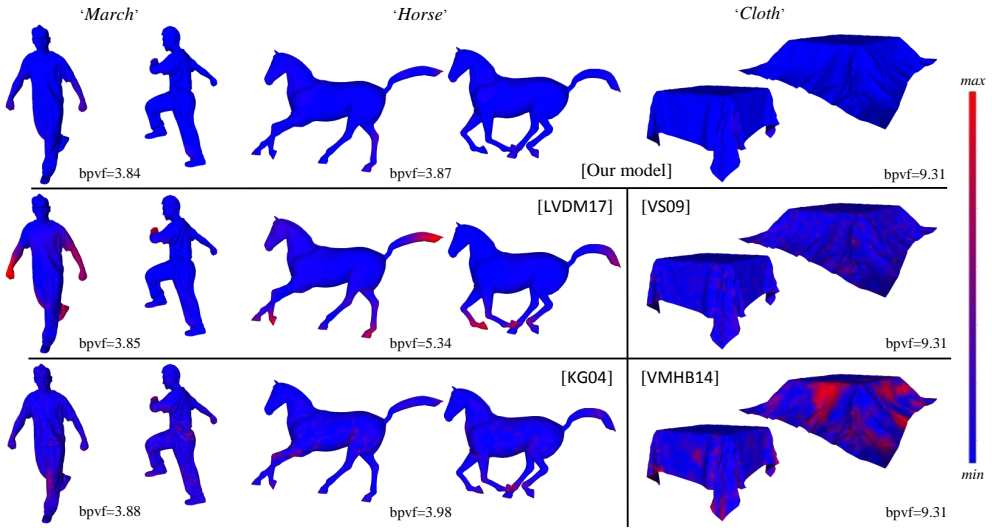 ‘March’
‘Horse’
‘Cloth’
max
bpvf=3.84
bpvf=3.87
[Our model]
bpvf=9.31
[LVDM17]
[VS09]
bpvf=3.85
bpvf=5.34
bpvf=9.31
[KG04]
[VMHB14]
min
bpvf=3.88
bpvf=3.98
bpvf=9.31